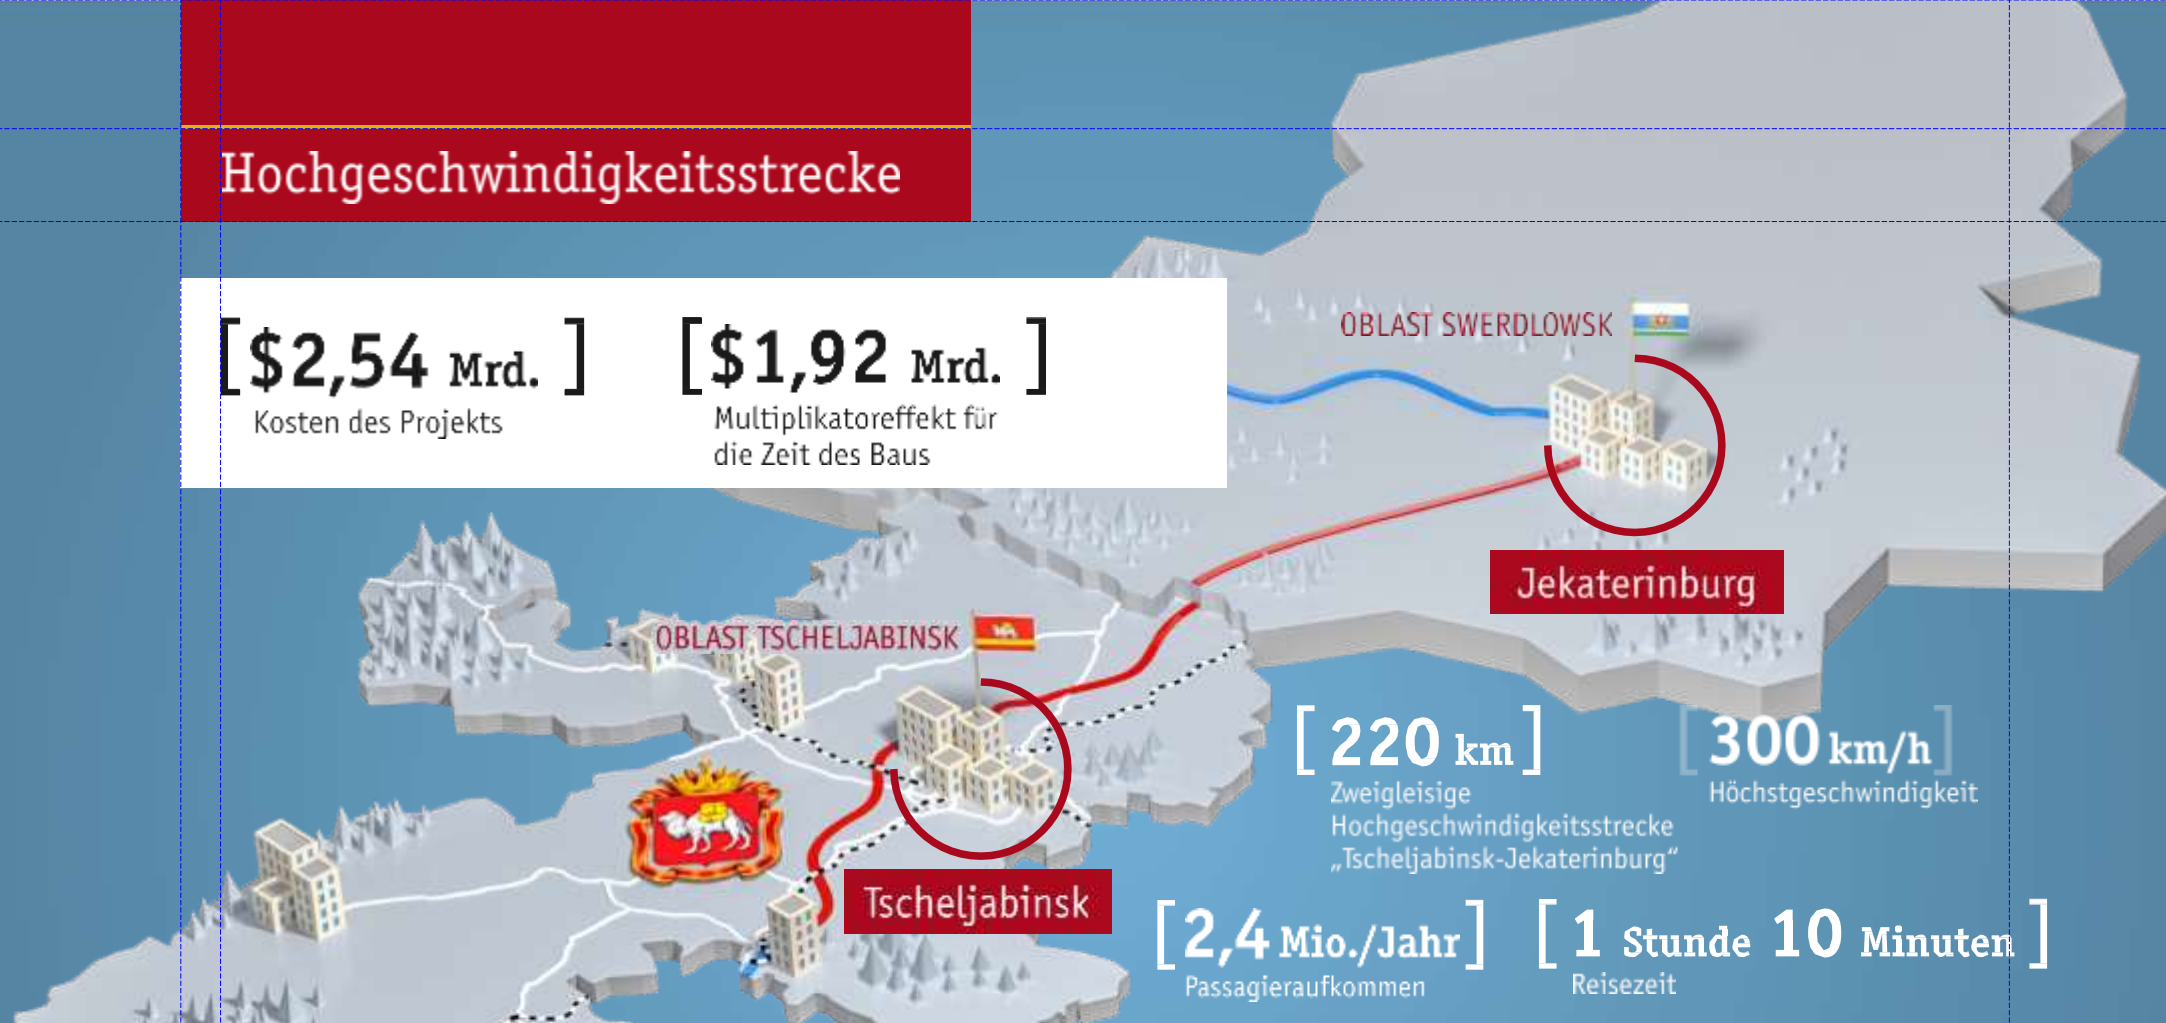 Hochgeschwindigkeitsstrecke
[$2,54 Mrd. ]
Kosten des Projekts
[$1,92 Mrd. ]
Multiplikatoreffekt für
die Zeit des Baus
OBLAST SWERDLOWSK
Jekaterinburg
OBLAST TSCHELJABINSK
Tscheljabinsk
[ 220 km ]
Zweigleisige
Hochgeschwindigkeitsstrecke
„Tscheljabinsk-Jekaterinburg“
[ 300 km/h ]
Höchstgeschwindigkeit
[ 2,4 Mio./Jahr ]
Passagieraufkommen
[ 1 Stunde 10 Minuten ]
Reisezeit